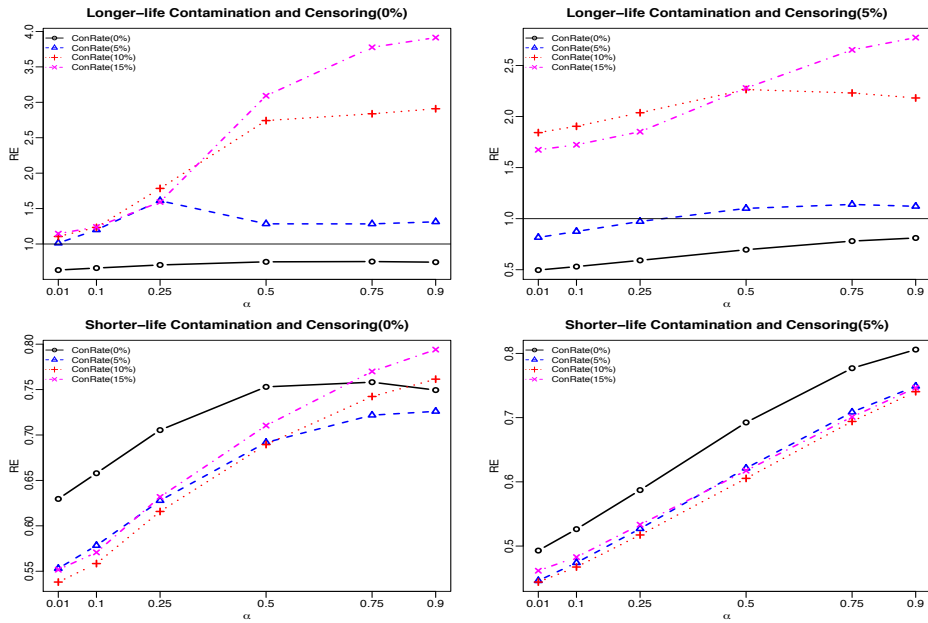 Longer−life Contamination and Censoring(0%)
ConRate(0%)
ConRate(5%)
ConRate(10%)
ConRate(15%)
RE
4.0
3.5
3.0
2.5
2.0
1.5
1.0
0.01 0.1 0.25 0.5 0.75 0.9
α
Longer−life Contamination and Censoring(5%)
ConRate(0%)
ConRate(5%)
ConRate(10%)
ConRate(15%)
RE
2.5
2.0
1.5
1.0
0.5
0.01 0.1 0.25 0.5 0.75 0.9
α
Shorter−life Contamination and Censoring(0%)
ConRate(0%)
ConRate(5%)
ConRate(10%)
ConRate(15%)
RE
0.80
0.75
0.70
0.65
0.60
0.55
0.01 0.1 0.25 0.5 0.75 0.9
α
Shorter−life Contamination and Censoring(5%)
ConRate(0%)
ConRate(5%)
ConRate(10%)
ConRate(15%)
RE
0.8
0.7
0.6
0.5
0.01 0.1 0.25 0.5 0.75 0.9
α